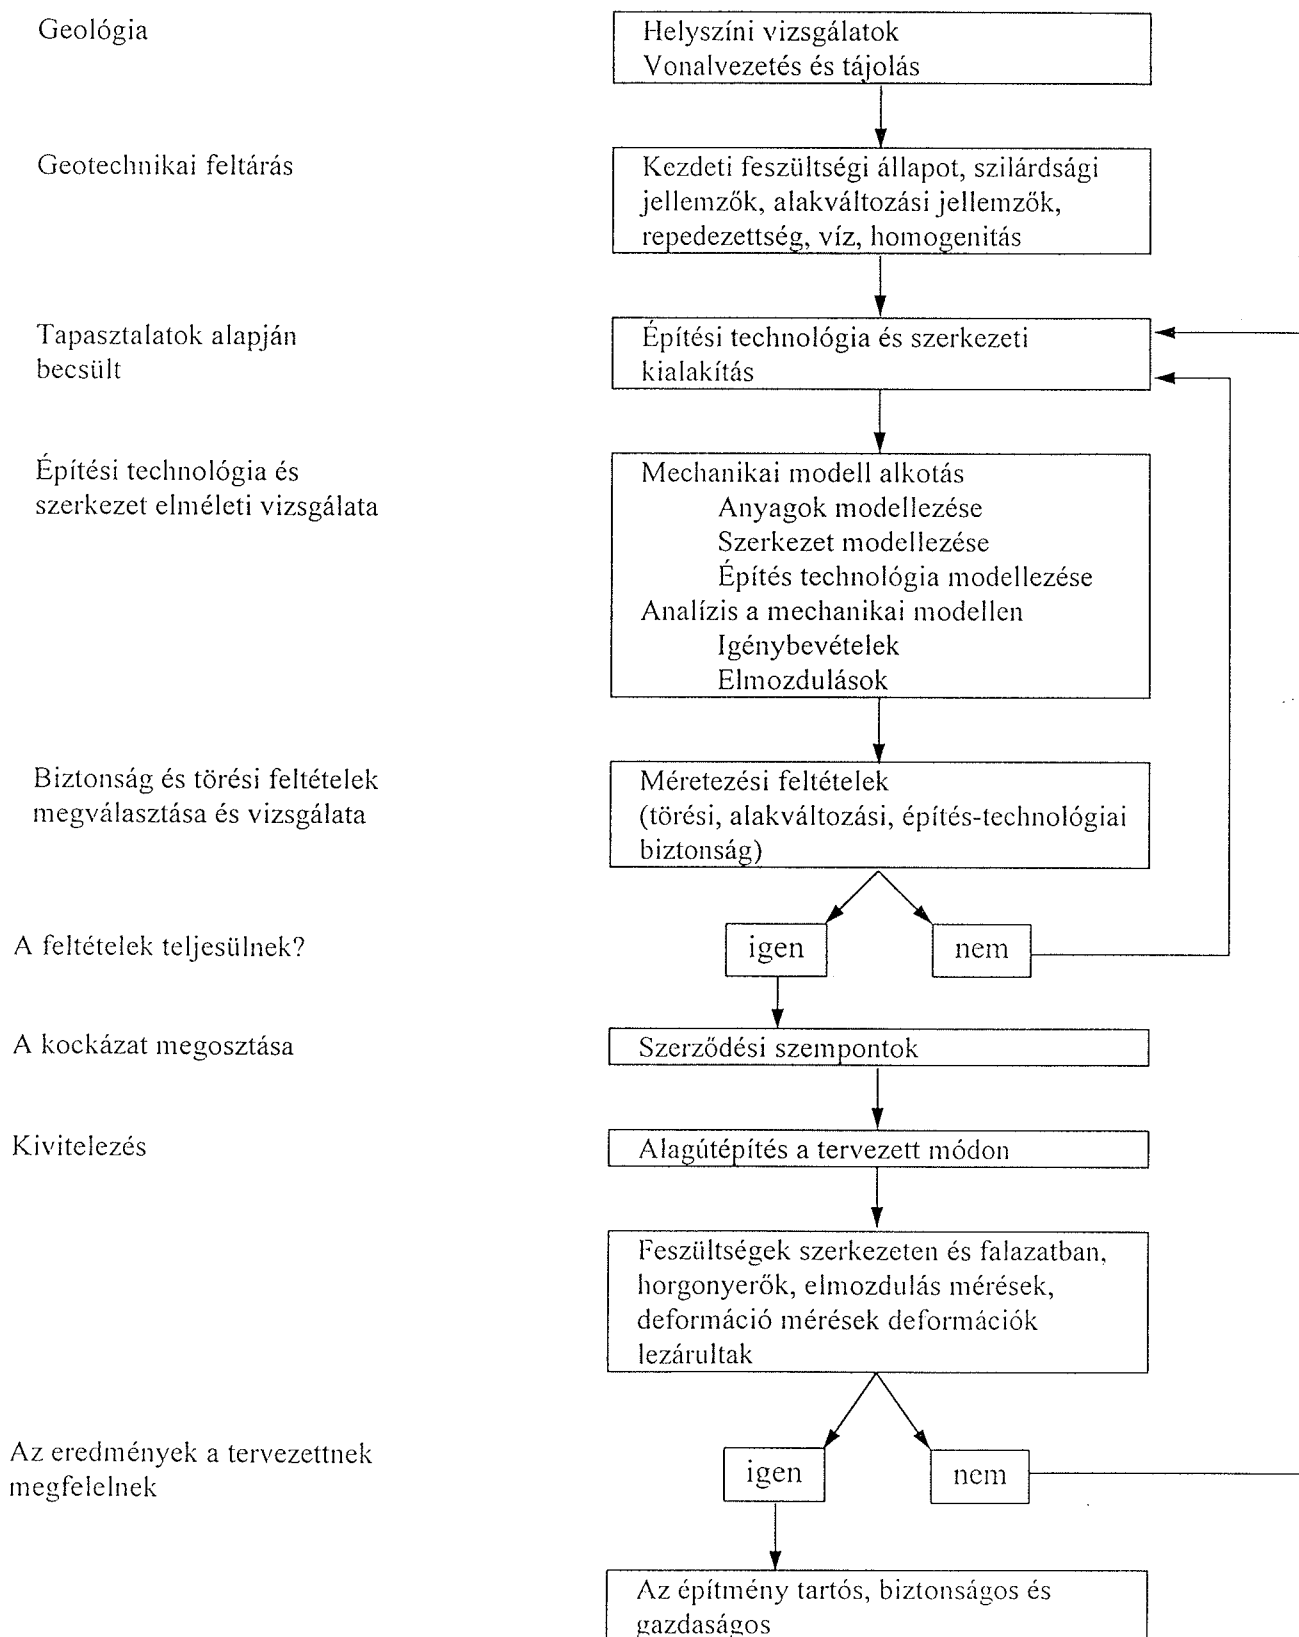 Geológia
Helyszíni vizsgálatok
Vonalvezetés és tájolás
Geotechnikai feltárás
Kezdeti feszültségi állapot, szilárdsági
jellemzők, alakváltozási jellemzők,
repedezettség, víz, homogenitás
Tapasztalatok alapján
becsült
Építési technológia és szerkezeti
kialakítás
Építési technológia és
szerkezet elméleti vizsgálata
Mechanikai modell alkotás
Anyagok modellezése
Szerkezet modellezése
Építés technológia modellezése
Analízis a mechanikai modellen
Igénybevételek
Elmozdulások
Biztonság és törési feltételek
megválasztása és vizsgálata
Méretezési feltételek
(törési, alakváltozási, építés-technológiai
biztonság)
A feltételek teljesülnek?
igen
nem
A kockázat megosztása
Szerződési szempontok
Kivitelezés
Alagútépítés a tervezett módon
Feszültségek szerkezeten és falazatban,
horgonyerők, elmozdulás mérések,
deformáció mérések deformációk
lezárultak
Az eredmények a tervezettnek
megfelelnek
igen
nem
Az építmény tartós, biztonságos és
gazdaságos